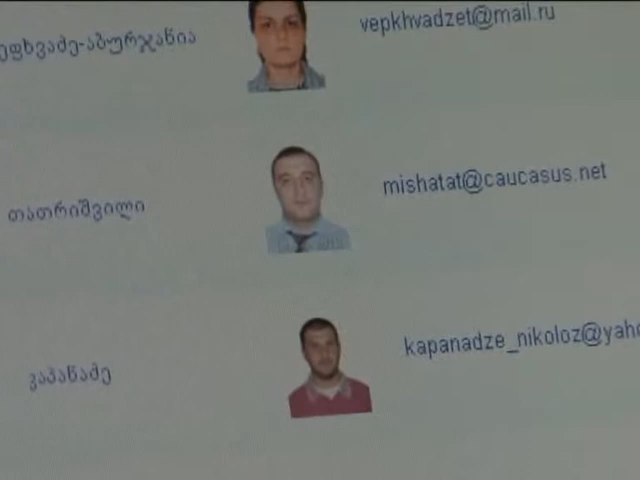 ეფხვაძე-აბურჯანია vepkhvadzet@mail.ru
თათრიშვილი mishatat@caucasus.net
კაპანაძე kapanadze_nikoloz@yaho